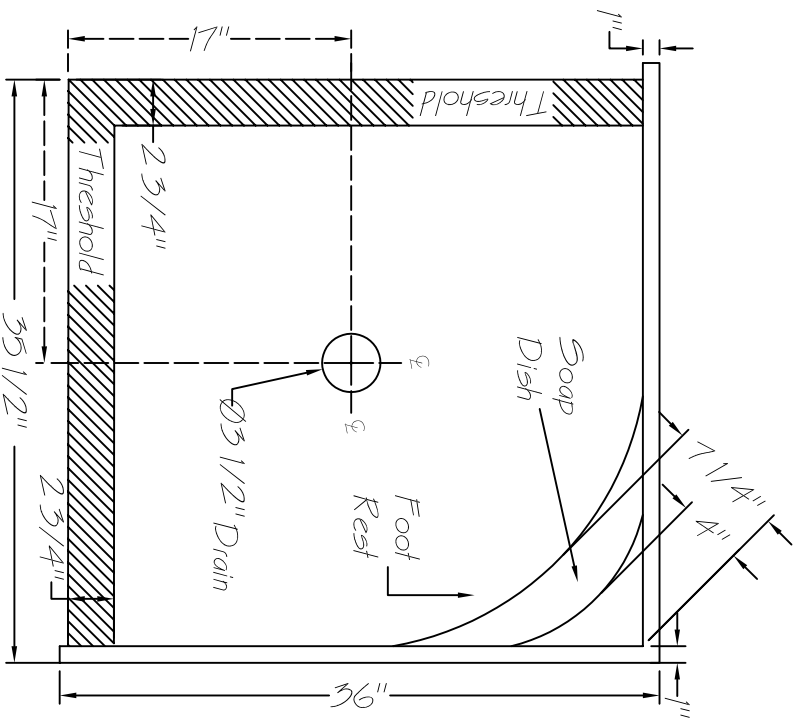 1"
17"
Threshold
2 3/4"
Threshold
17"
35 1/2"
℄
℄
Ø3 1/2" Drain
Soap
Dish
Foot
Rest
7 1/4"
4"
2 3/4"
36"
1"